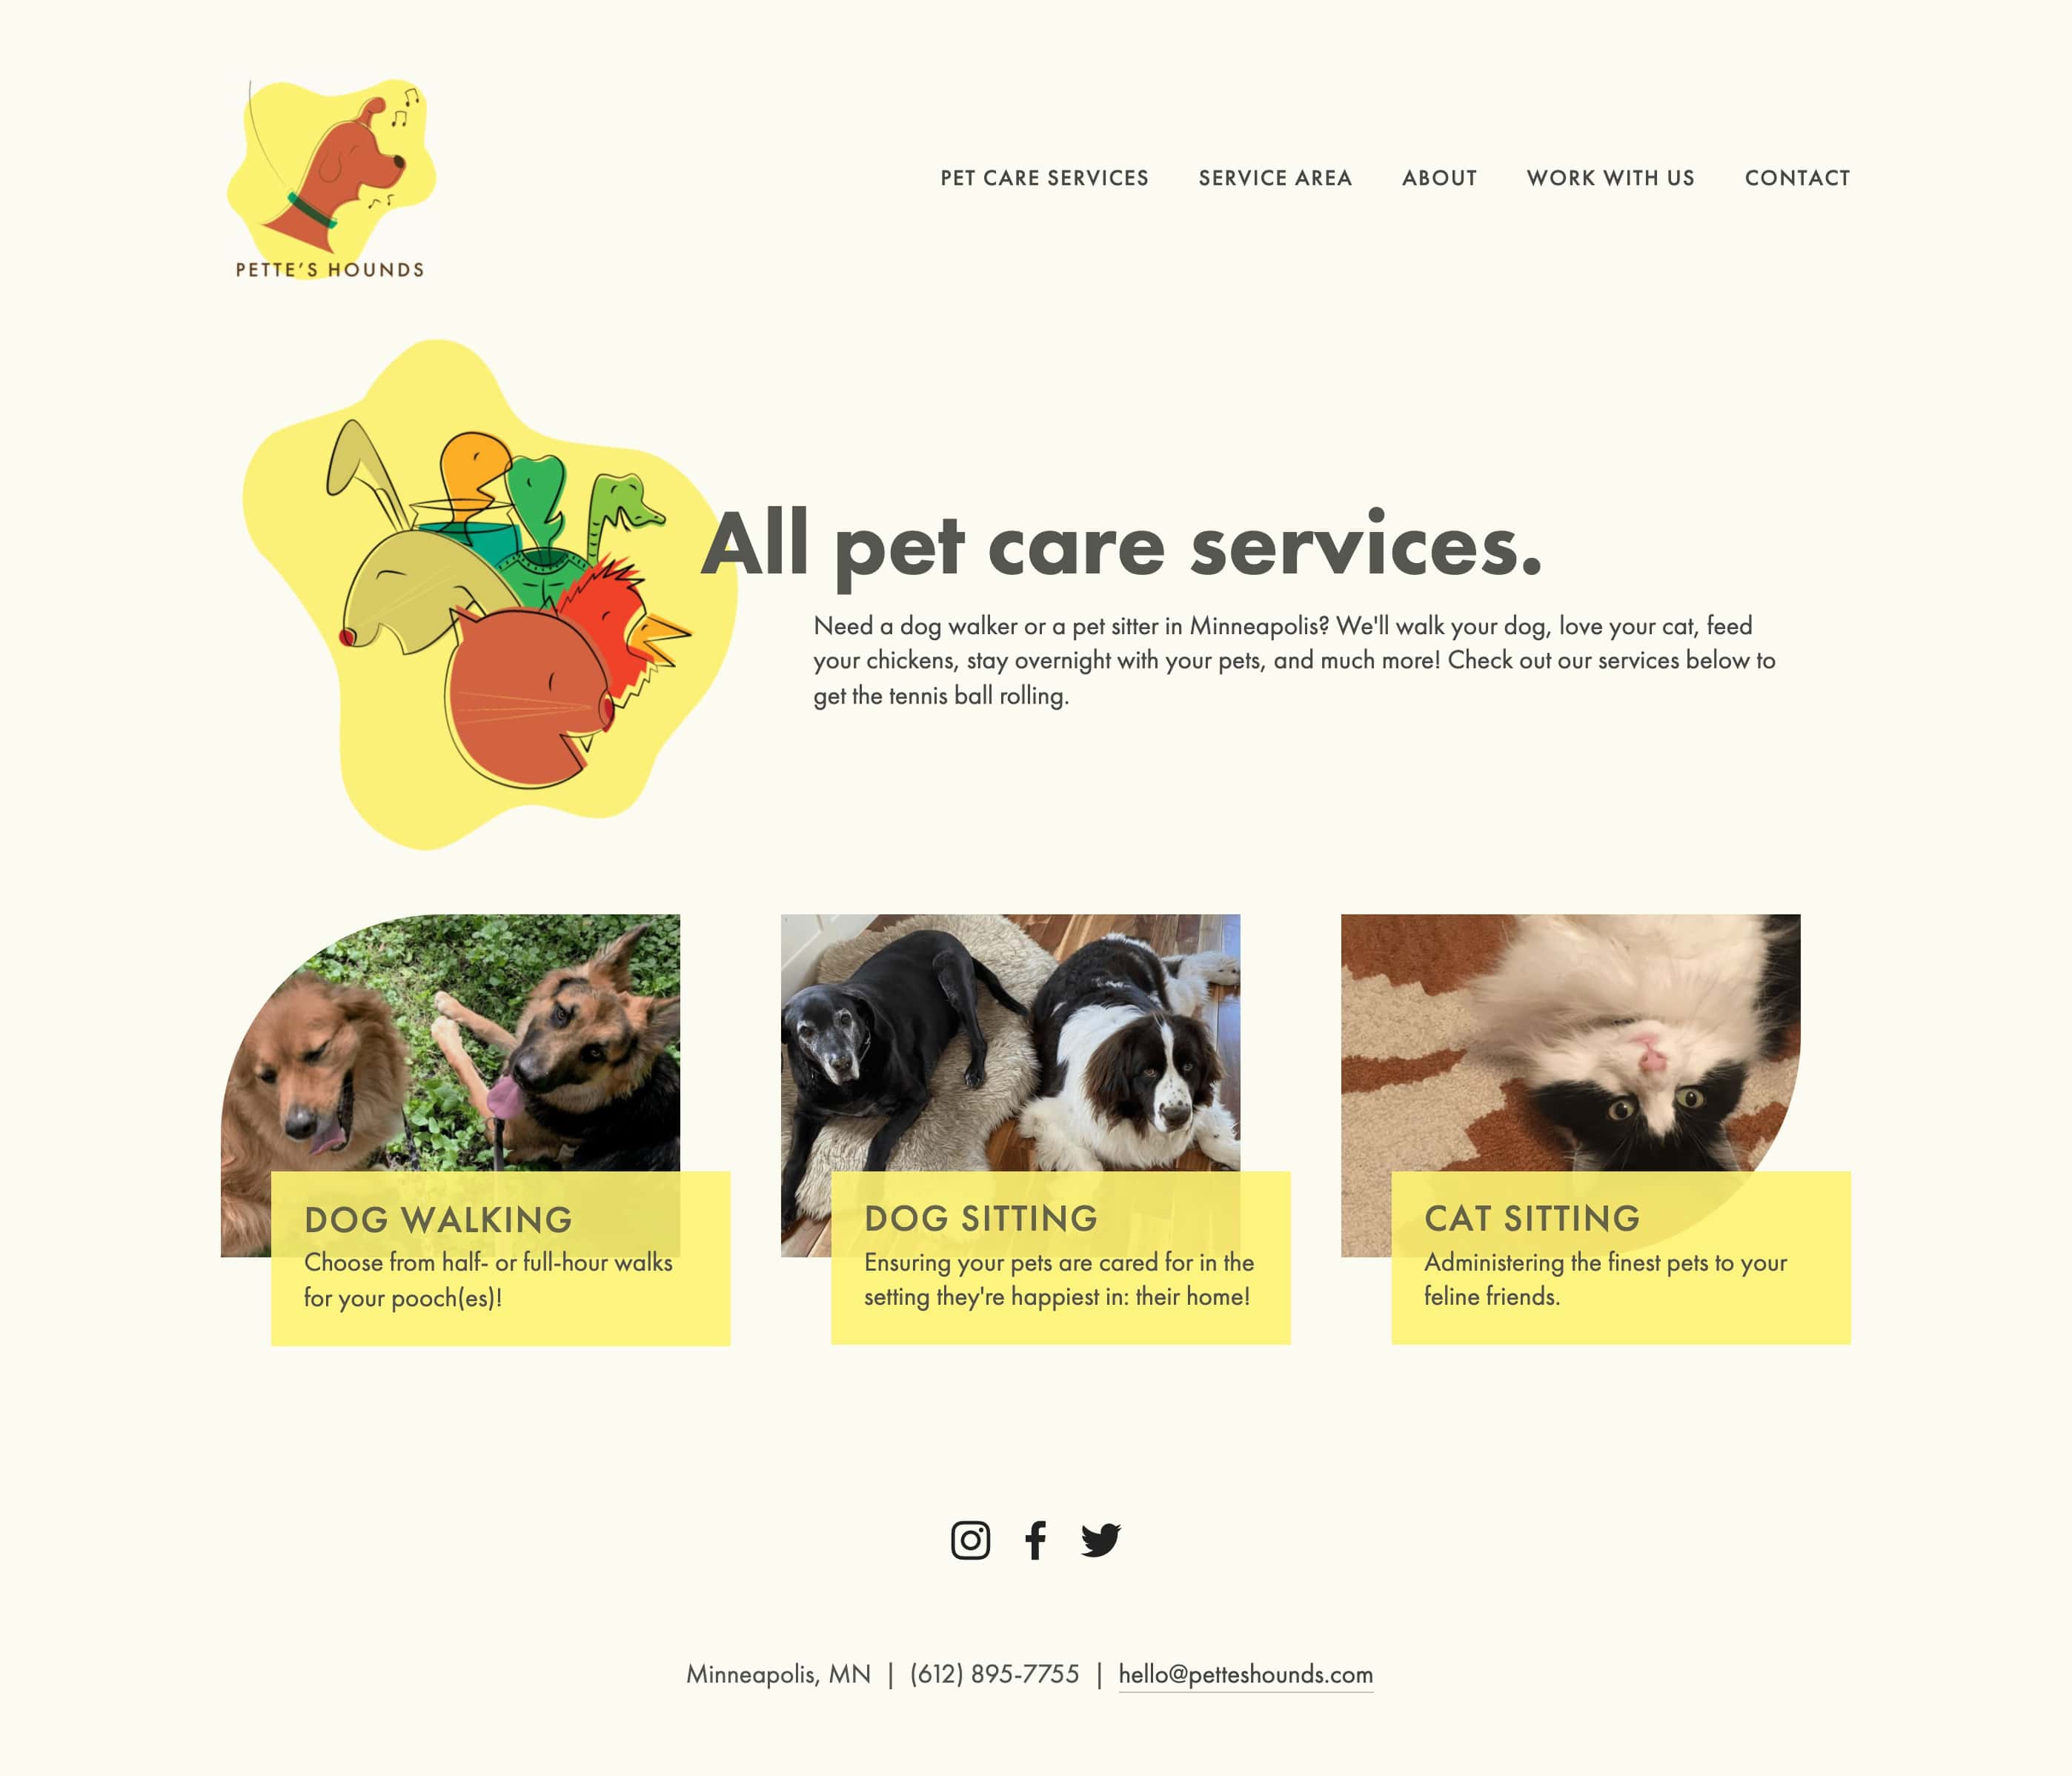 PETTE’S HOUNDS
PET CARE SERVICES
SERVICE AREA
ABOUT
WORK WITH US
CONTACT
All pet care services.
Need a dog walker or a pet sitter in Minneapolis? We'll walk your dog, love your cat, feed
your chickens, stay overnight with your pets, and much more! Check out our services below to
get the tennis ball rolling.
DOG WALKING
Choose from half- or full-hour walks
for your pooch(es)!
DOG SITTING
Ensuring your pets are cared for in the
setting they're happiest in: their home!
CAT SITTING
Administering the finest pets to your
feline friends.
Minneapolis, MN | (612) 895-7755 | hello@petteshounds.com